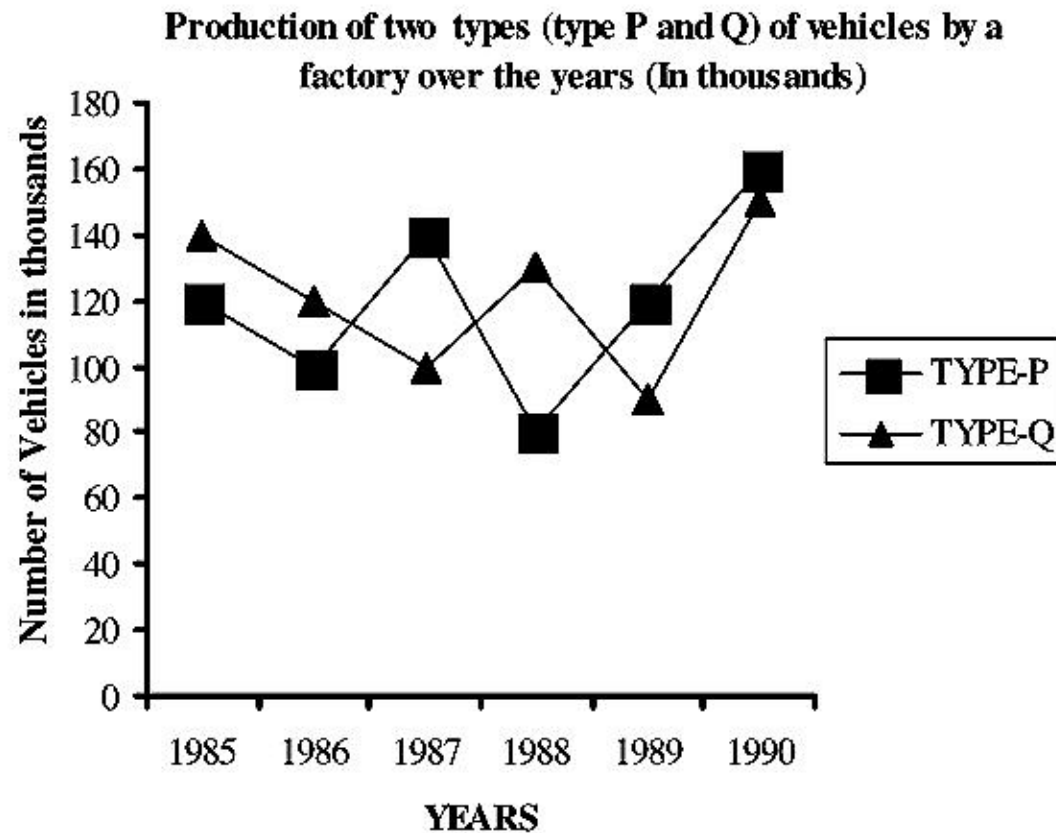 Production of two types (type P and Q) of vehicles by a
factory over the years (In thousands)
Number of Vehicles in thousands
180
160
140
120
100
80
60
40
20
0
1985 1986 1987 1988 1989 1990
YEARS
TYPE-P
TYPE-Q